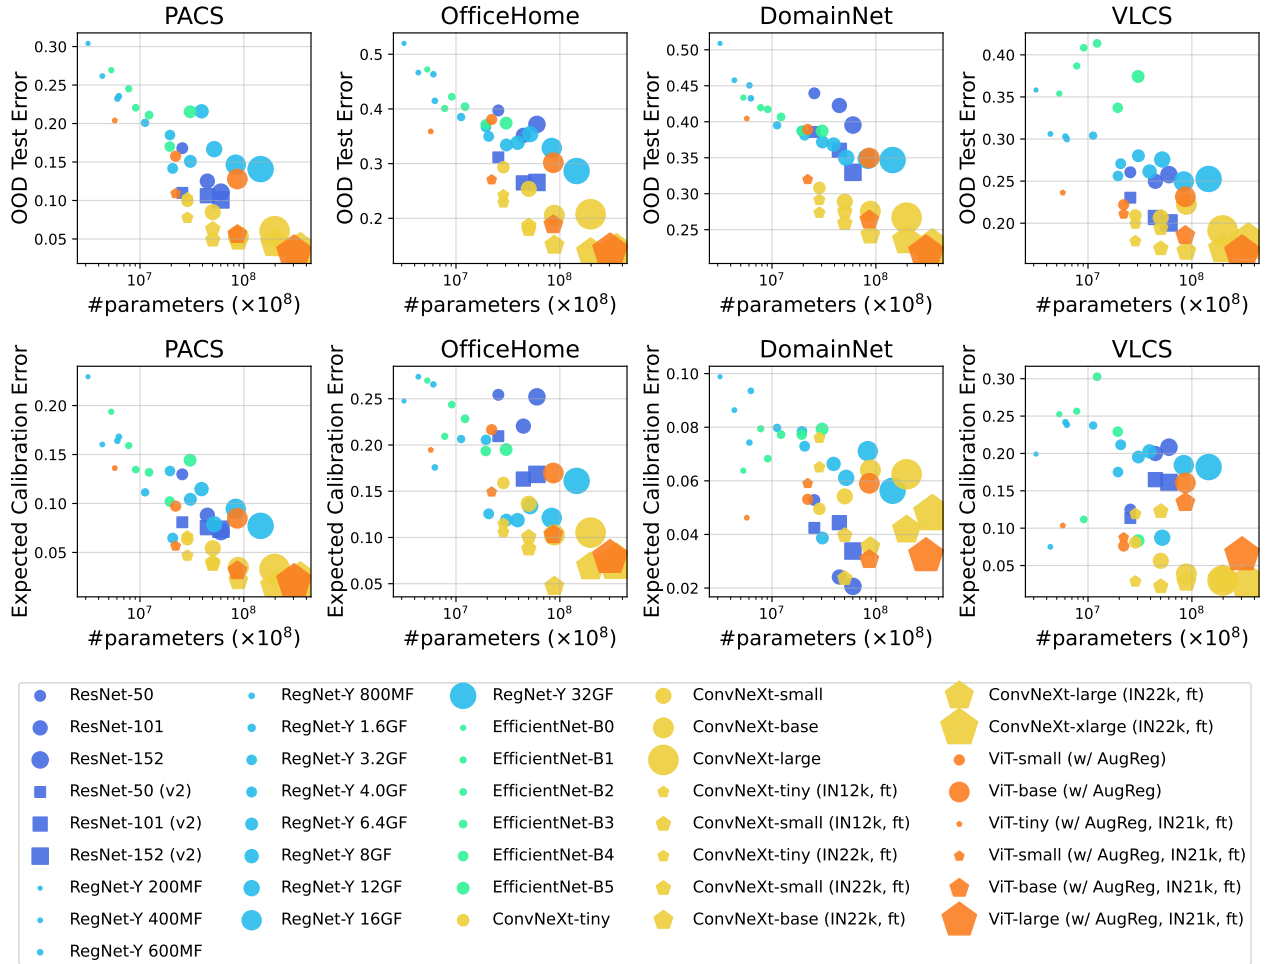 PACS
OfficeHome
DomainNet
VLCS
OOD Test Error
0.30
0.25
0.20
0.15
0.10
0.05
10⁷
10⁸
#parameters (×10⁸)
OOD Test Error
0.5
0.4
0.3
0.2
10⁷
10⁸
#parameters (×10⁸)
OOD Test Error
0.50
0.45
0.40
0.35
0.30
0.25
10⁷
10⁸
#parameters (×10⁸)
OOD Test Error
0.40
0.35
0.30
0.25
0.20
10⁷
10⁸
#parameters (×10⁸)
PACS
OfficeHome
DomainNet
VLCS
Expected Calibration Error
0.20
0.15
0.10
0.05
10⁷
10⁸
#parameters (×10⁸)
Expected Calibration Error
0.25
0.20
0.15
0.10
0.05
10⁷
10⁸
#parameters (×10⁸)
Expected Calibration Error
0.10
0.08
0.06
0.04
0.02
10⁷
10⁸
#parameters (×10⁸)
Expected Calibration Error
0.30
0.25
0.20
0.15
0.10
0.05
10⁷
10⁸
#parameters (×10⁸)
ResNet-50
ResNet-101
ResNet-152
ResNet-50 (v2)
ResNet-101 (v2)
ResNet-152 (v2)
RegNet-Y 200MF
RegNet-Y 400MF
RegNet-Y 600MF
RegNet-Y 800MF
RegNet-Y 1.6GF
RegNet-Y 3.2GF
RegNet-Y 4.0GF
RegNet-Y 6.4GF
RegNet-Y 8GF
RegNet-Y 12GF
RegNet-Y 16GF
RegNet-Y 32GF
EfficientNet-B0
EfficientNet-B1
EfficientNet-B2
EfficientNet-B3
EfficientNet-B4
EfficientNet-B5
ConvNeXt-tiny
ConvNeXt-small
ConvNeXt-base
ConvNeXt-large
ConvNeXt-tiny (IN12k, ft)
ConvNeXt-small (IN12k, ft)
ConvNeXt-tiny (IN22k, ft)
ConvNeXt-small (IN22k, ft)
ConvNeXt-base (IN22k, ft)
ConvNeXt-large (IN22k, ft)
ConvNeXt-xlarge (IN22k, ft)
ViT-small (w/ AugReg)
ViT-base (w/ AugReg)
ViT-tiny (w/ AugReg, IN21k, ft)
ViT-small (w/ AugReg, IN21k, ft)
ViT-base (w/ AugReg, IN21k, ft)
ViT-large (w/ AugReg, IN21k, ft)